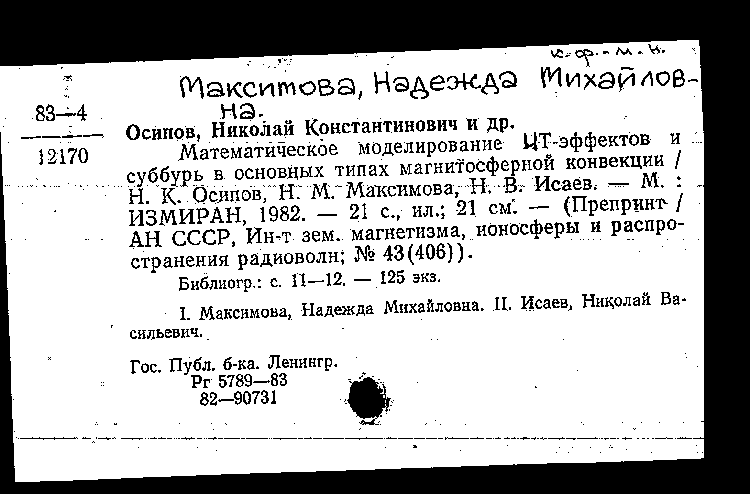 к.ф.-м.н.
Максимова, Надежда Михайлов-
на.
83—4
12170
Осипов, Николай Константинович и др.
Математическое моделирование ЦТ-эффектов и
суббурь в основных типах магнитосферной конвекции /
Н. К. Осипов, Н. М. Максимова, Н. В. Исаев. — М. :
ИЗМИРАН, 1982. — 21 с., ил.; 21 см. — (Препринт /
АН СССР, Ин-т зем. магнетизма, ионосферы и распро-
странения радиоволн; № 43(406)).
Библиогр.: с. 11—12. — 125 экз.
I. Максимова, Надежда Михайловна. II. Исаев, Николай Ва-
сильевич.
Гос. Публ. б-ка. Ленингр.
Рг 5789—83
82—90731